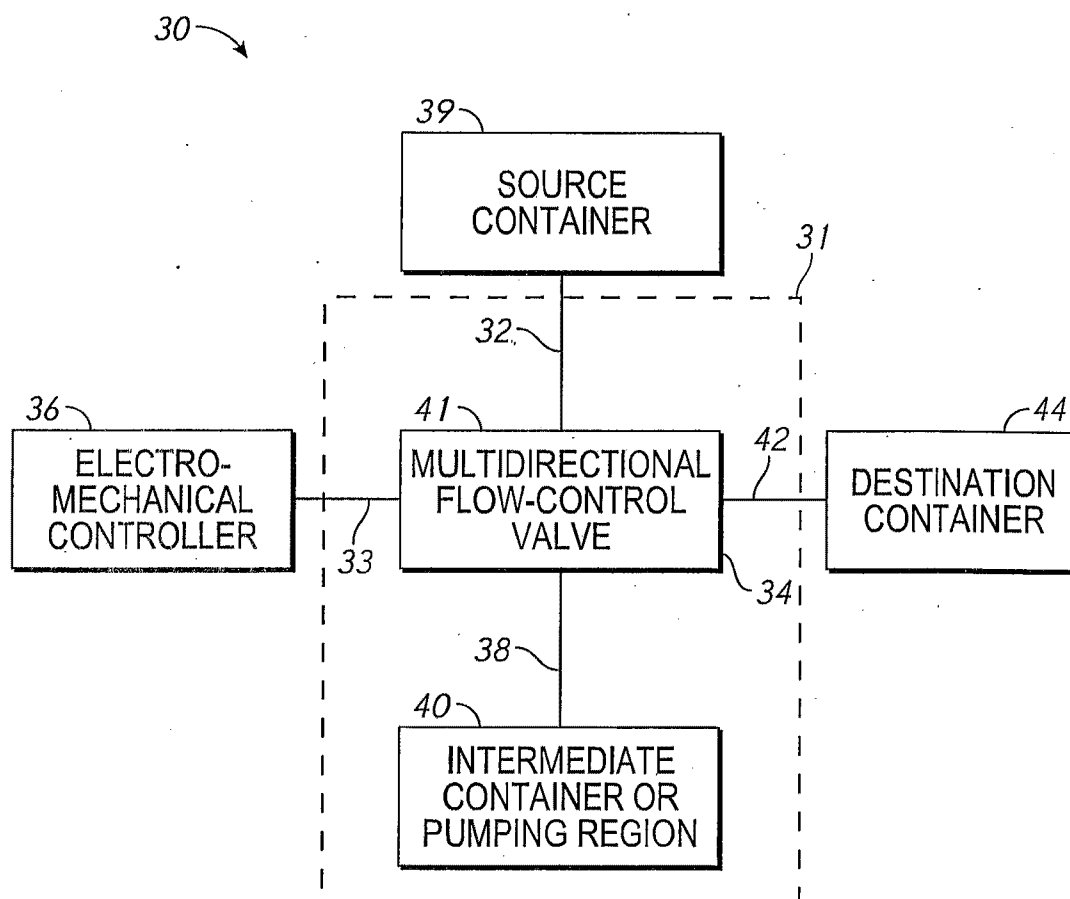 30
39
SOURCE
CONTAINER
31
32
36
ELECTRO-
MECHANICAL
CONTROLLER
33
41
MULTIDIRECTIONAL
FLOW-CONTROL
VALVE
34
42
44
DESTINATION
CONTAINER
38
40
INTERMEDIATE
CONTAINER OR
PUMPING REGION